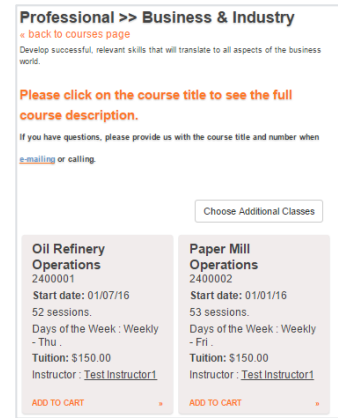 Professional >> Business & Industry
« back to courses page
Develop successful, relevant skills that will translate to all aspects of the business
world.
Please click on the course title to see the full
course description.
If you have questions, please provide us with the course title and number when
e-mailing or calling.
Choose Additional Classes
Oil Refinery
Operations
2400001
Start date: 01/07/16
52 sessions.
Days of the Week : Weekly
- Thu .
Tuition: $150.00
Instructor : Test Instructor1
ADD TO CART »
Paper Mill
Operations
2400002
Start date: 01/01/16
53 sessions.
Days of the Week : Weekly
- Fri .
Tuition: $150.00
Instructor : Test Instructor1
ADD TO CART »